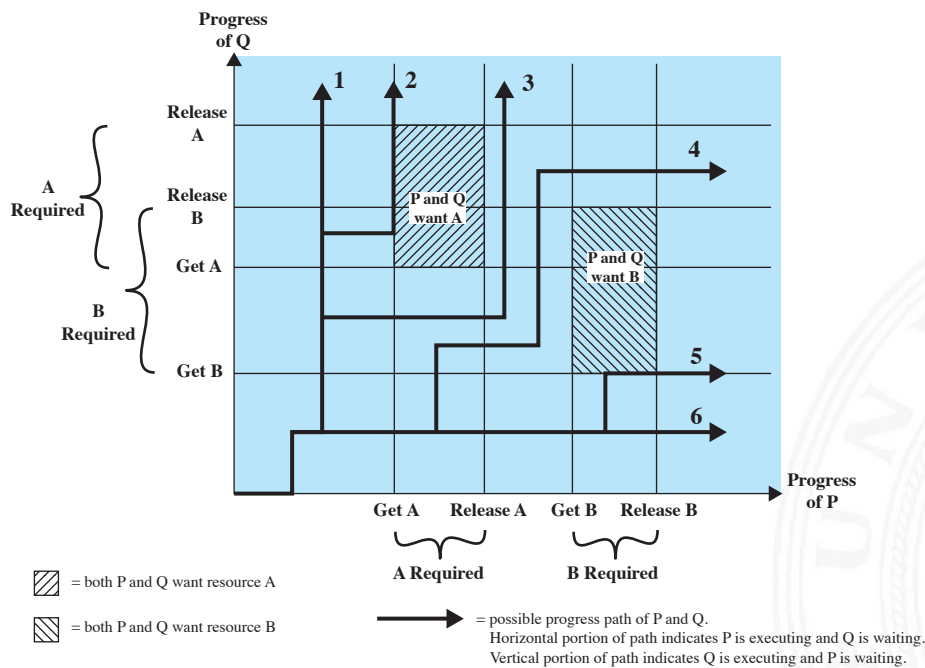 Progress
of Q
1
2
3
Release
A
4
A
Required
Release
B
P and Q
want A
Get A
P and Q
want B
B
Required
Get B
5
6
Progress
of P
Get A
Release A
Get B
Release B
A Required
B Required
= both P and Q want resource A
= both P and Q want resource B
= possible progress path of P and Q.
Horizontal portion of path indicates P is executing and Q is waiting.
Vertical portion of path indicates Q is executing and P is waiting.
U N